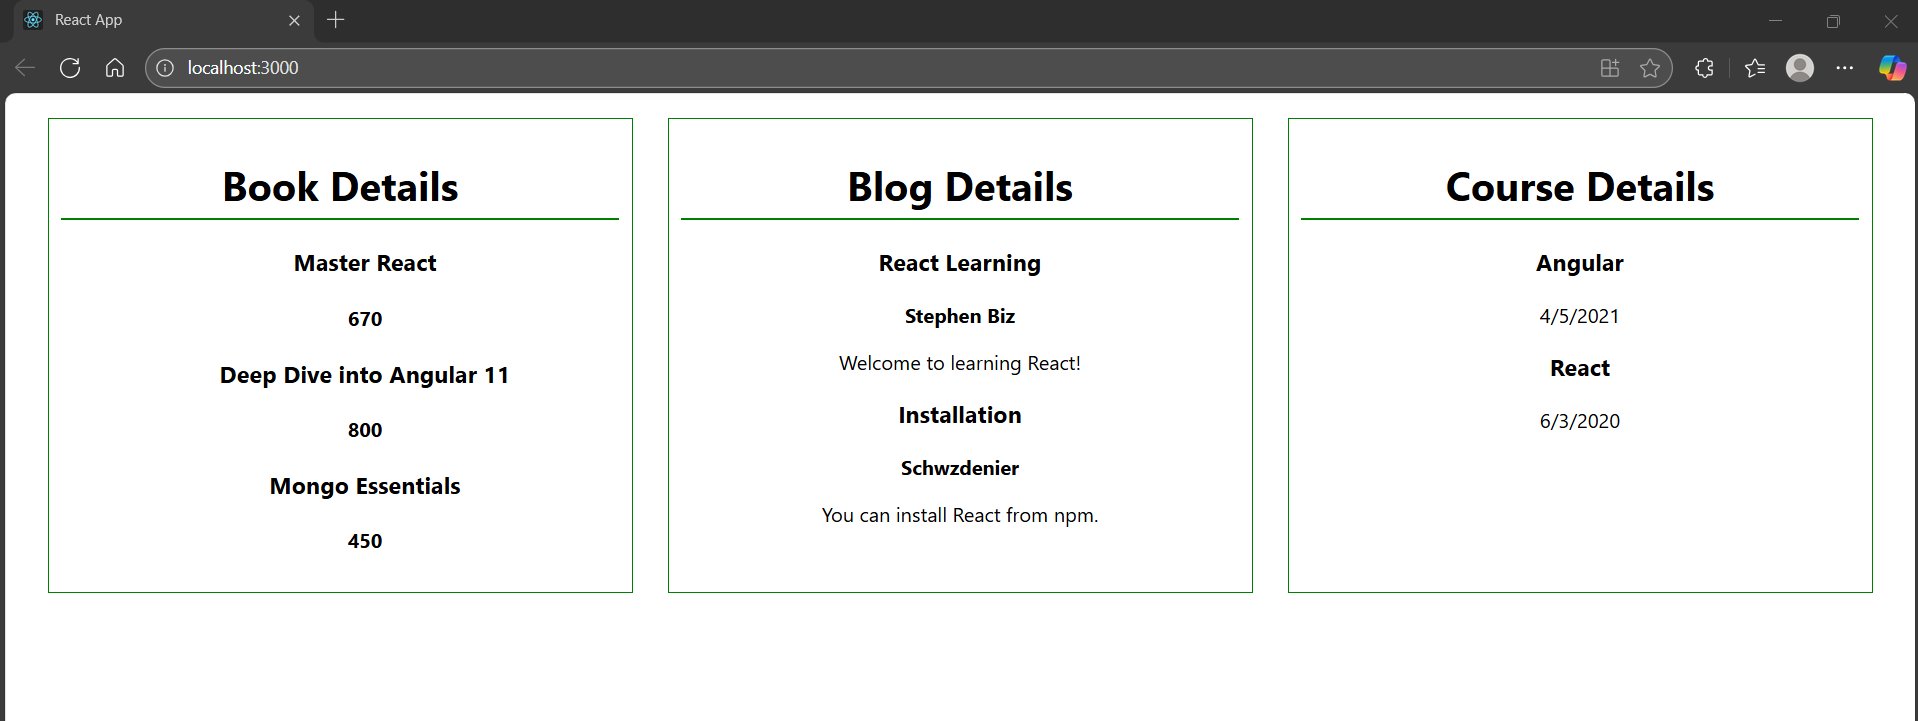 React App
localhost:3000
Book Details
Master React
670
Deep Dive into Angular 11
800
Mongo Essentials
450
Blog Details
React Learning
Stephen Biz
Welcome to learning React!
Installation
Schwzdenier
You can install React from npm.
Course Details
Angular
4/5/2021
React
6/3/2020